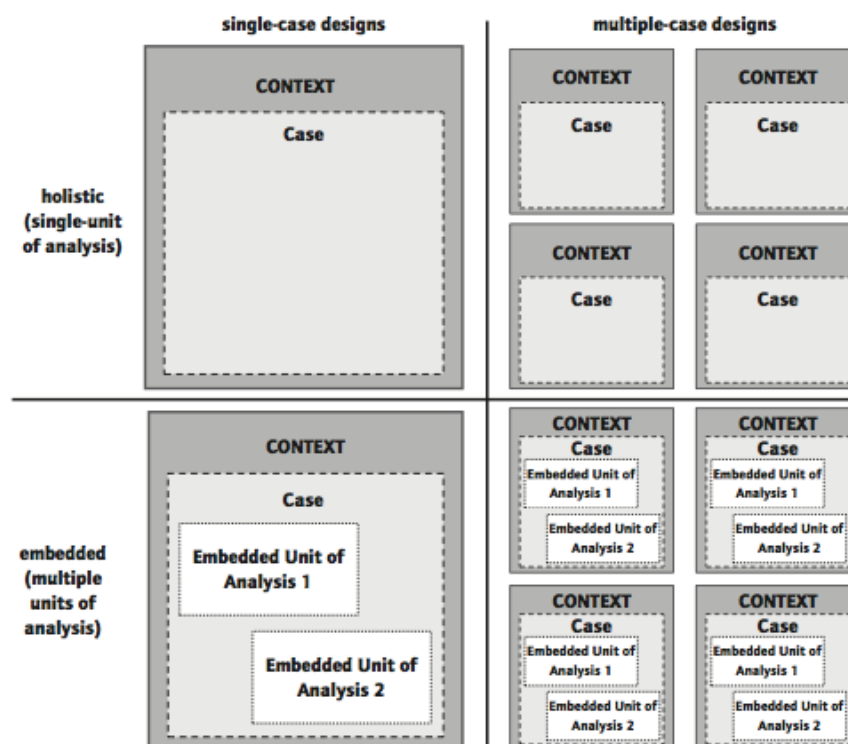 single-case designs
multiple-case designs
holistic
(single-unit
of analysis)
CONTEXT
Case
CONTEXT
Case
CONTEXT
Case
CONTEXT
Case
CONTEXT
Case
embedded
(multiple
units of
analysis)
CONTEXT
Case
Embedded Unit of
Analysis 1
Embedded Unit of
Analysis 2
CONTEXT
Case
Embedded Unit of
Analysis 1
Embedded Unit of
Analysis 2
CONTEXT
Case
Embedded Unit of
Analysis 1
Embedded Unit of
Analysis 2
CONTEXT
Case
Embedded Unit of
Analysis 1
Embedded Unit of
Analysis 2
CONTEXT
Case
Embedded Unit of
Analysis 1
Embedded Unit of
Analysis 2